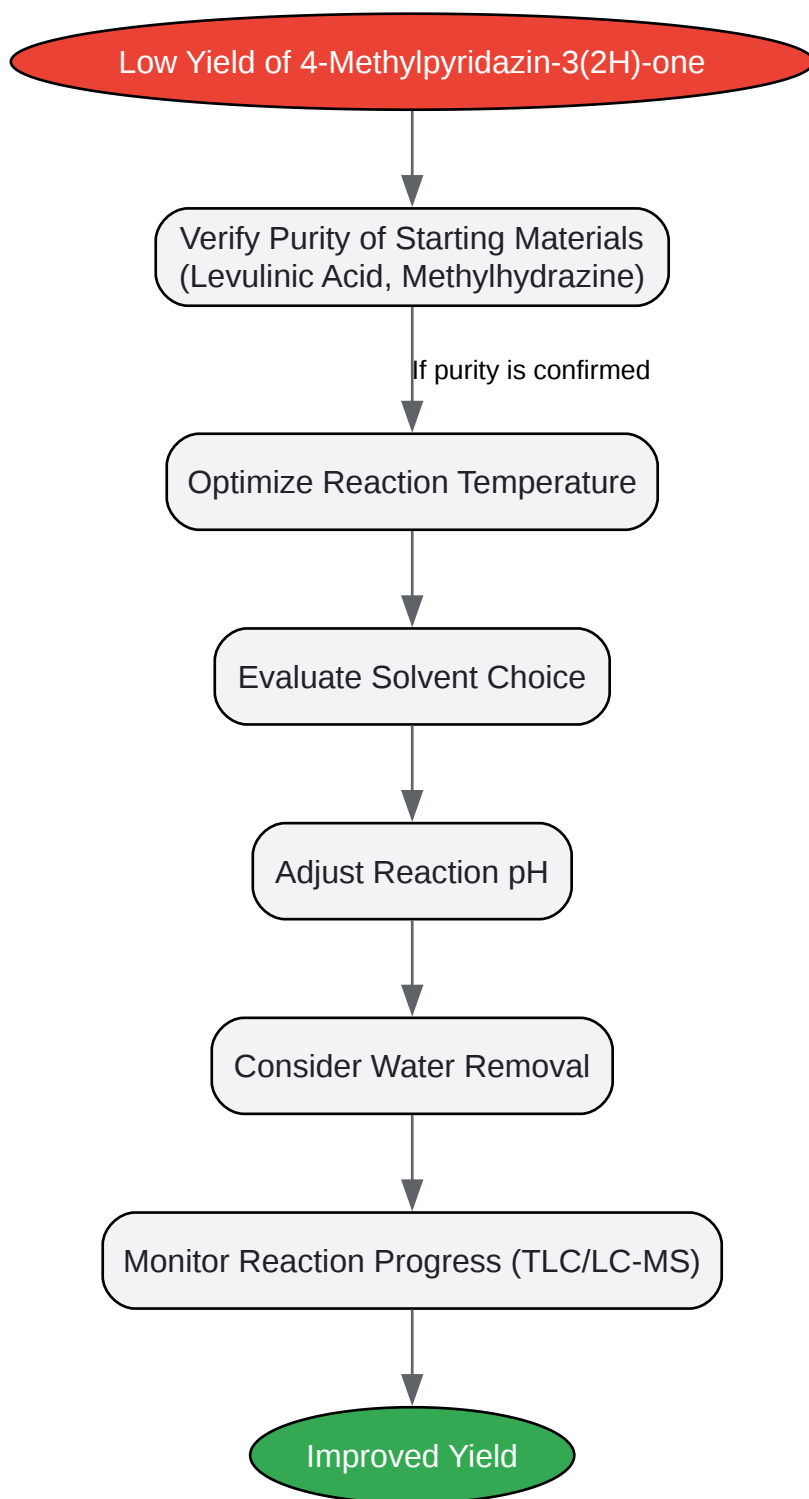 Low Yield of 4-Methylpyridazin-3(2H)-one
Verify Purity of Starting Materials
(Levulinic Acid, Methylhydrazine)
If purity is confirmed
Optimize Reaction Temperature
Evaluate Solvent Choice
Adjust Reaction pH
Consider Water Removal
Monitor Reaction Progress (TLC/LC-MS)
Improved Yield